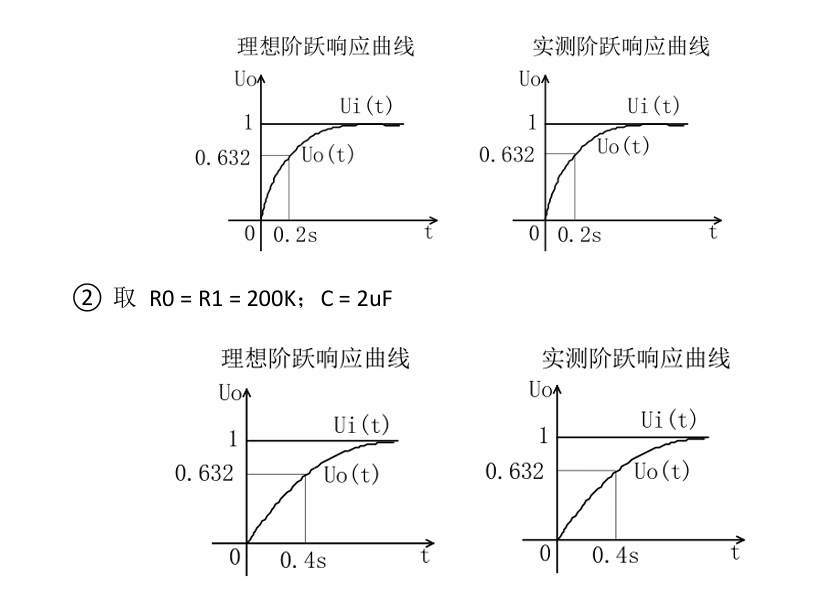 理想阶跃响应曲线
Uo
Ui(t)
1
0.632
Uo(t)
0
0.2s
t
实测阶跃响应曲线
Uo
Ui(t)
1
0.632
Uo(t)
0
0.2s
t
② 取 R0 = R1 = 200K；C = 2uF
理想阶跃响应曲线
Uo
Ui(t)
1
0.632
Uo(t)
0
0.4s
t
实测阶跃响应曲线
Uo
Ui(t)
1
0.632
Uo(t)
0
0.4s
t